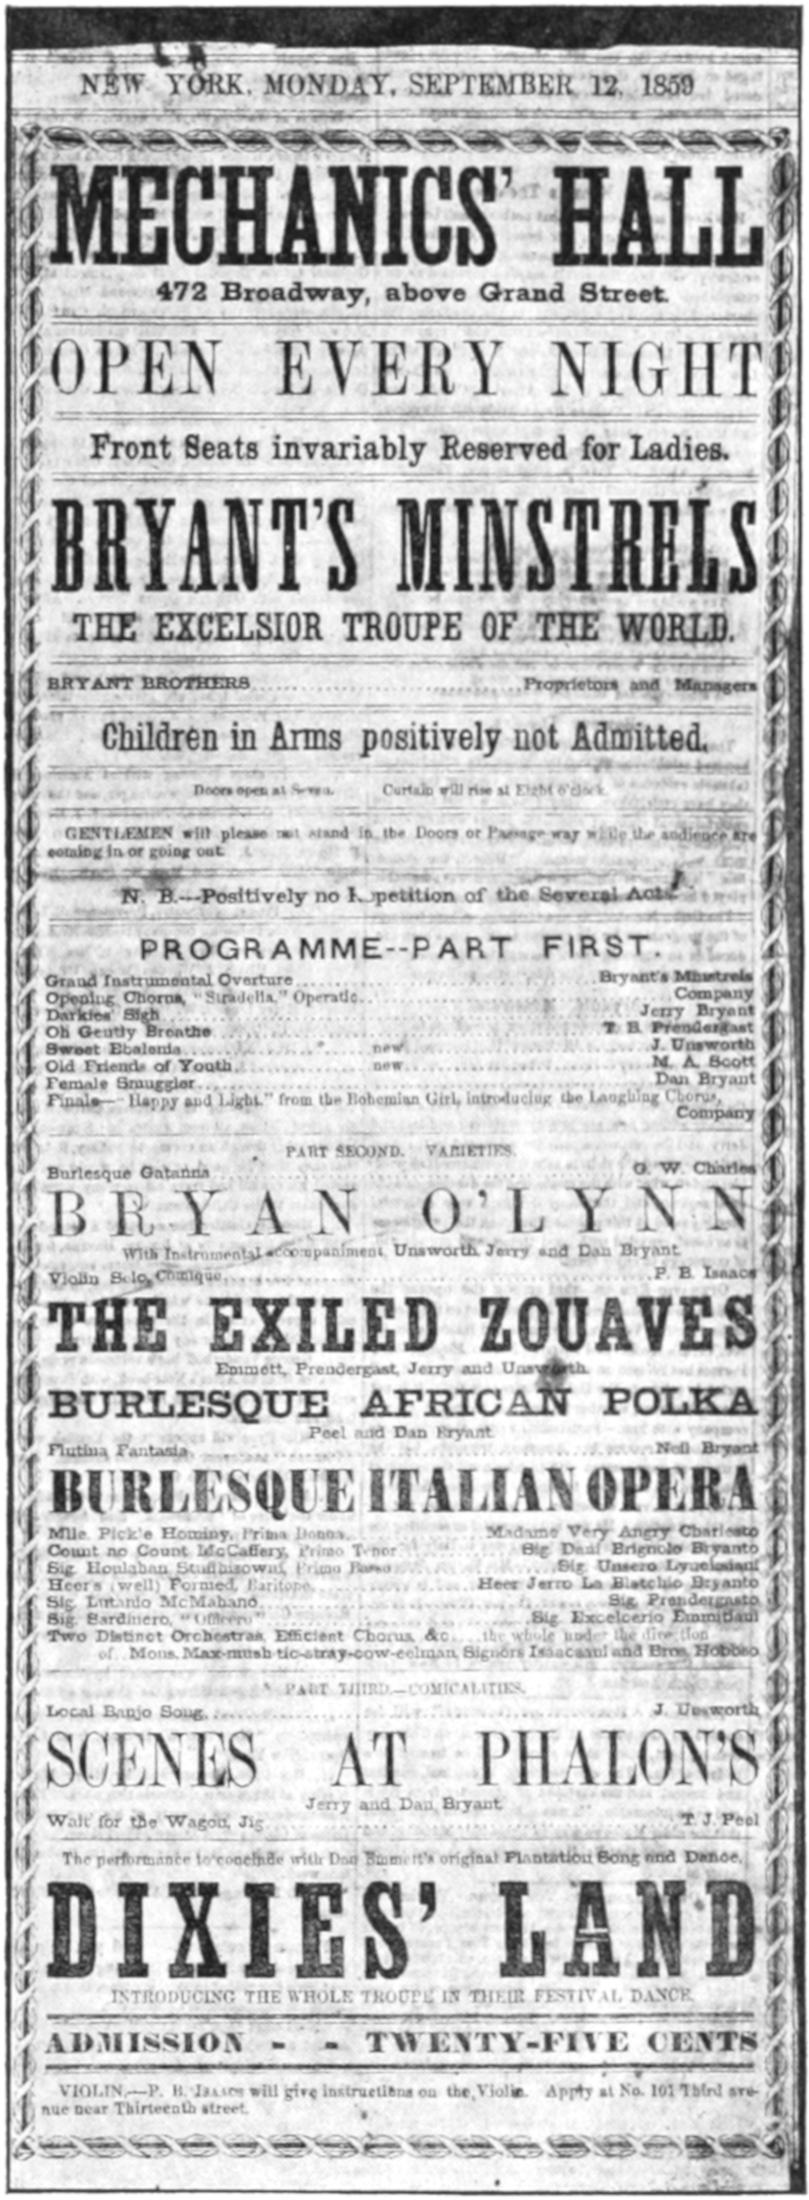 NEW YORK, MONDAY, SEPTEMBER 12, 1859
MECHANICS' HALL
472 Broadway, above Grand Street.
OPEN EVERY NIGHT
Front Seats invariably Reserved for Ladies.
BRYANT'S MINSTRELS
THE EXCELSIOR TROUPE OF THE WORLD.
BRYANT BROTHERS Proprietors and Managers
Children in Arms positively not Admitted.
Doors open at Seven. Curtain will rise at Eight o'clock.
GENTLEMEN will please not stand in the Doors or Passage way while the audience are
coming in or going out.
N. B.--Positively no Repetition of the Several Acts
PROGRAMME--PART FIRST.
Grand Instrumental Overture Bryant's Minstrels
Opening Chorus, "Stradella," Operatic Company
Darkies' Sigh Jerry Bryant
Oh Gently Breathe T. B. Prendergast
Sweet Ebalonia new J. Unsworth
Old Friends of Youth new M. A. Scott
Female Smuggler Dan Bryant
Finale--"Happy and Light," from the Bohemian Girl, introducing the Laughing Chorus,
Company
PART SECOND. VARIETIES.
Burlesque Gatanna G. W. Charles
BRYAN O'LYNN
With Instrumental accompaniment, Unsworth, Jerry and Dan Bryant.
Violin Solo, Comique, P. B. Isaacs
THE EXILED ZOUAVES
Emmett, Prendergast, Jerry and Unsworth.
BURLESQUE AFRICAN POLKA
Peel and Dan Bryant
Flutina Fantasia Neil Bryant
BURLESQUE ITALIAN OPERA
Mlle. Pickle Hominy, Prima Donna, Madame Very Angry Charlesto
Count no Count McCaffery, Primo Tenor Sig. Dani Brignolo Bryanto
Sig. Houlahan Primo Basso Sig. Unsero
Heer's (well) Formed, Baritone, Heer Jerro La Blatchio Bryanto
Sig. McMahano Sig. Prendergasto
Sig. Sardinero, "Officero" Sig. Excelcerio Emmitiani
Two Distinct Orchestras, Efficient Chorus, &c. the whole under the direction
of Mons. Max-mush-tic-stray-cow-eelman, Signors Isaacsani and Bros. Hobbso
PART THIRD.--COMICALITIES.
Local Banjo Song, J. Unsworth
SCENES AT PHALON'S
Jerry and Dan Bryant
Wait for the Wagon, Jig T. J. Peel
The performance to conclude with Dan Emmett's original Plantation Song and Dance,
DIXIES' LAND
INTRODUCING THE WHOLE TROUPE IN THEIR FESTIVAL DANCE.
ADMISSION - - TWENTY-FIVE CENTS
VIOLIN.--P. B. ISAACS will give instructions on the Violin. Apply at No. 101 Third ave-
nue near Thirteenth street.